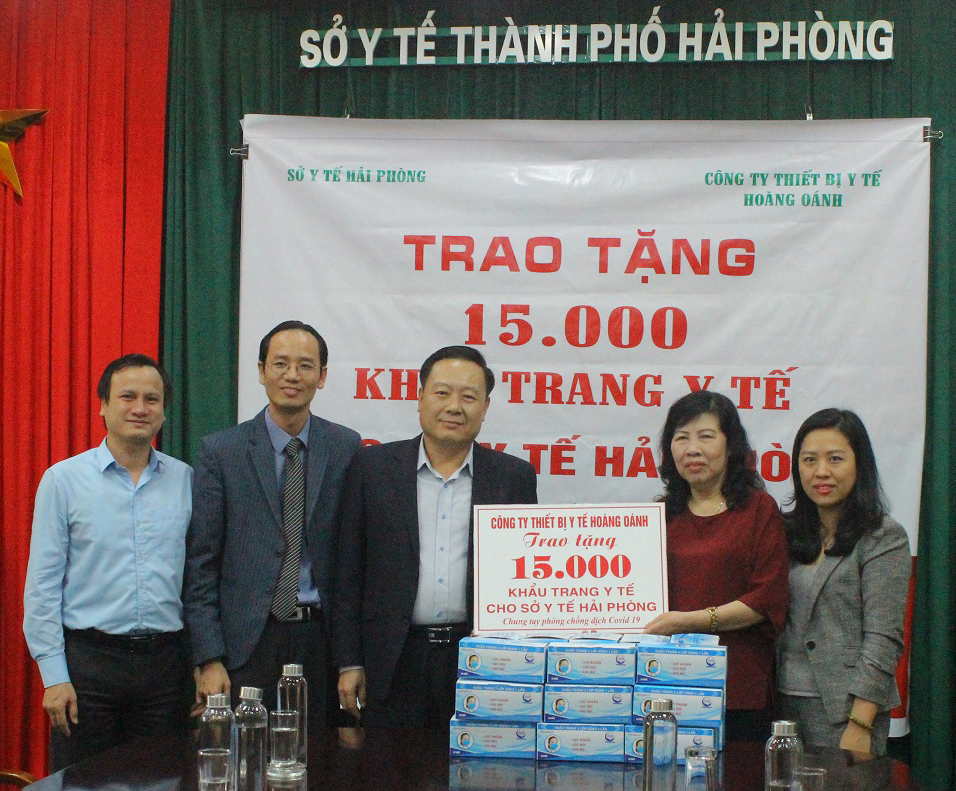 SỞ Y TẾ THÀNH PHỐ HẢI PHÒNG
SỞ Y TẾ HẢI PHÒNG
CÔNG TY THIẾT BỊ Y TẾ
HOÀNG OÁNH
TRAO TẶNG
15.000
TRANG Y TẾ
Y TẾ HẢI
CÔNG TY THIẾT BỊ Y TẾ HOÀNG OÁNH
Trao tặng
15.000
KHẨU TRANG Y TẾ
CHO SỞ Y TẾ HẢI PHÒNG
Chung tay phòng chống dịch Covid 19